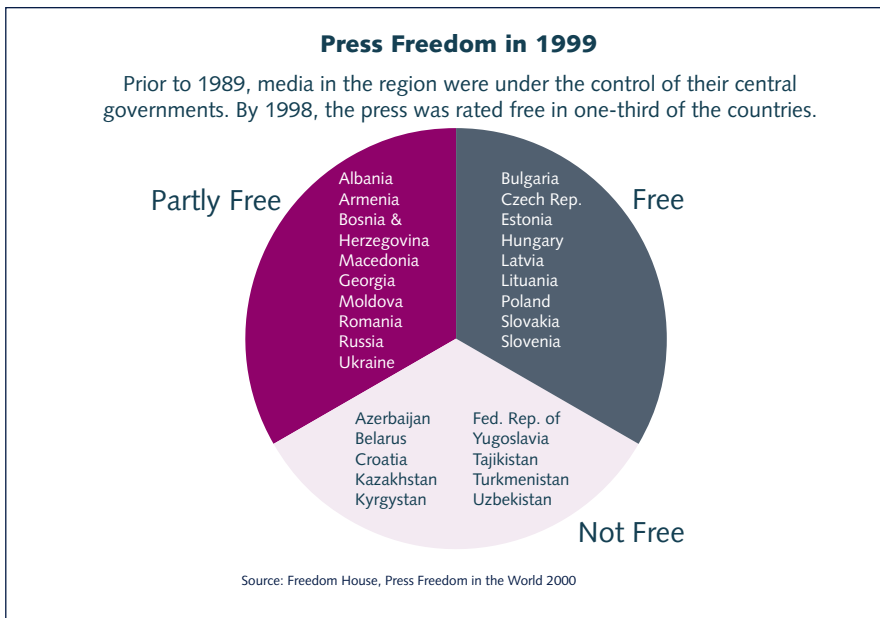 Press Freedom in 1999
Prior to 1989, media in the region were under the control of their central
governments. By 1998, the press was rated free in one-third of the countries.
Partly Free
Albania
Armenia
Bosnia &
Herzegovina
Macedonia
Georgia
Moldova
Romania
Russia
Ukraine
Bulgaria
Czech Rep.
Estonia
Hungary
Latvia
Lituania
Poland
Slovakia
Slovenia
Free
Azerbaijan
Belarus
Croatia
Kazakhstan
Kyrgystan
Fed. Rep. of
Yugoslavia
Tajikistan
Turkmenistan
Uzbekistan
Not Free
Source: Freedom House, Press Freedom in the World 2000